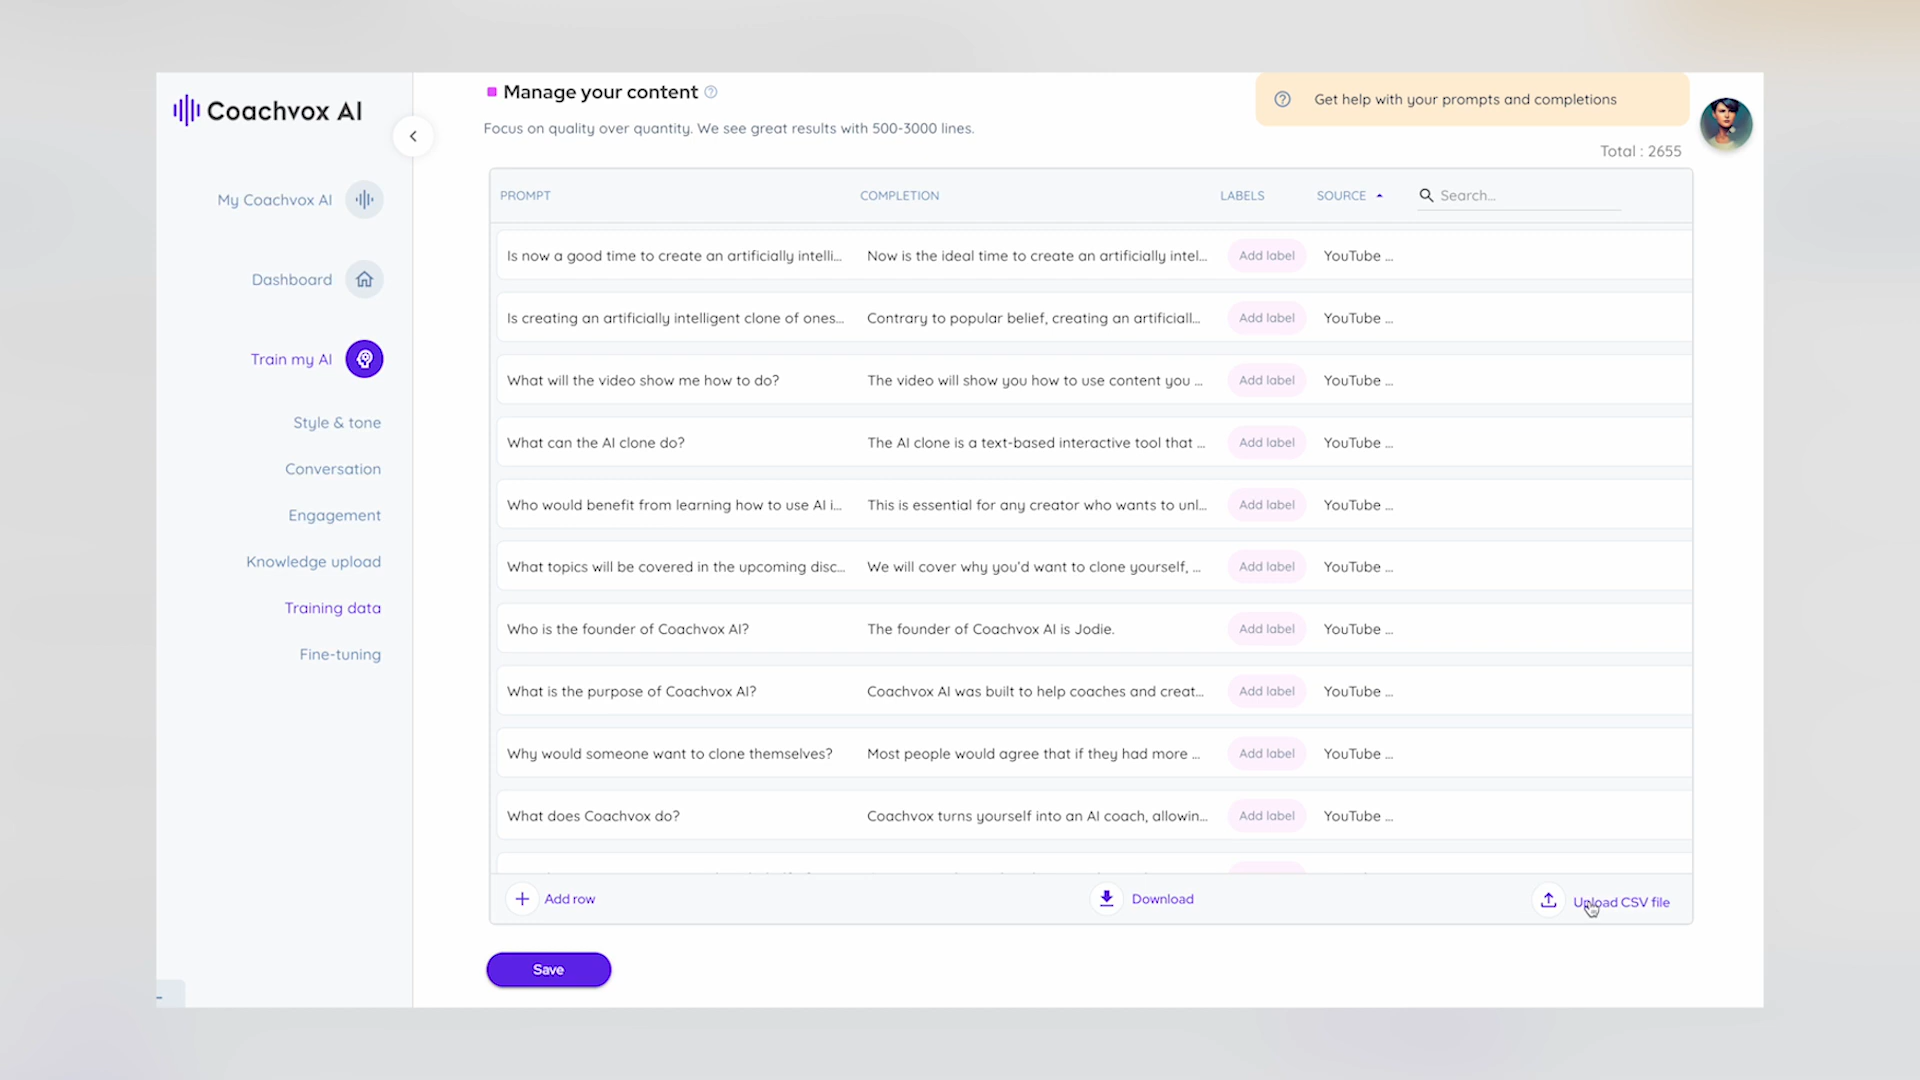 Coachvox AI
My Coachvox AI
Dashboard
Train my AI
Style & tone
Conversation
Engagement
Knowledge upload
Training data
Fine-tuning
Manage your content
Focus on quality over quantity. We see great results with 500-3000 lines.
Get help with your prompts and completions
Total : 2655
PROMPT COMPLETION LABELS SOURCE Search...
Is now a good time to create an artificially intelli... Now is the ideal time to create an artificially intel... Add label YouTube ...
Is creating an artificially intelligent clone of ones... Contrary to popular belief, creating an artificiall... Add label YouTube ...
What will the video show me how to do? The video will show you how to use content you ... Add label YouTube ...
What can the AI clone do? The AI clone is a text-based interactive tool that ... Add label YouTube ...
Who would benefit from learning how to use AI i... This is essential for any creator who wants to unl... Add label YouTube ...
What topics will be covered in the upcoming disc... We will cover why you'd want to clone yourself, ... Add label YouTube ...
Who is the founder of Coachvox AI? The founder of Coachvox AI is Jodie. Add label YouTube ...
What is the purpose of Coachvox AI? Coachvox AI was built to help coaches and creat... Add label YouTube ...
Why would someone want to clone themselves? Most people would agree that if they had more ... Add label YouTube ...
What does Coachvox do? Coachvox turns yourself into an AI coach, allowin... Add label YouTube ...
Add row Download Upload CSV file
Save